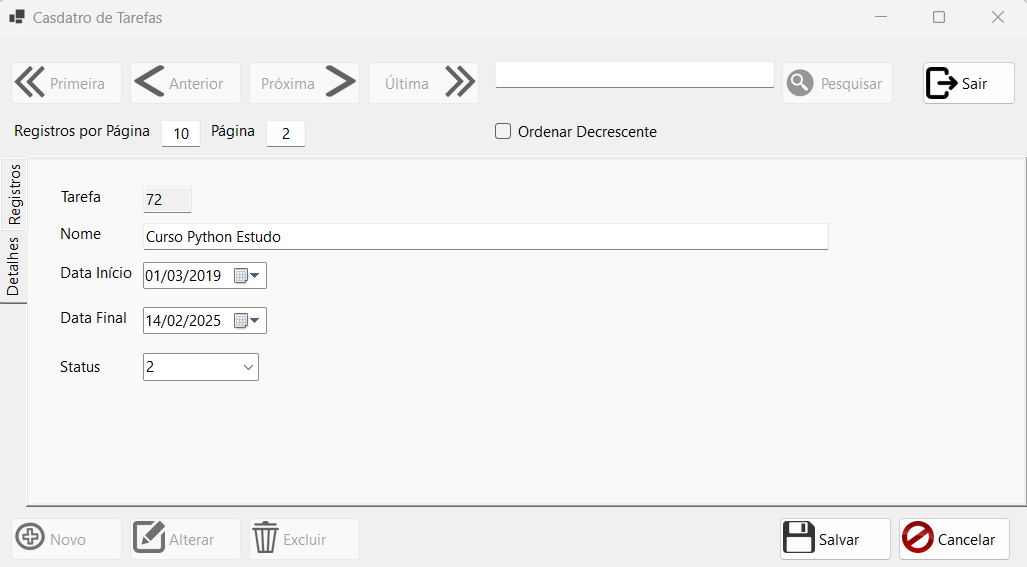 Casdatro de Tarefas
Primeira Anterior Próxima Última Pesquisar Sair
Registros por Página 10 Página 2 Ordenar Decrescente
Registros
Detalhes
Tarefa 72
Nome Curso Python Estudo
Data Início 01/03/2019
Data Final 14/02/2025
Status 2
Novo Alterar Excluir Salvar Cancelar